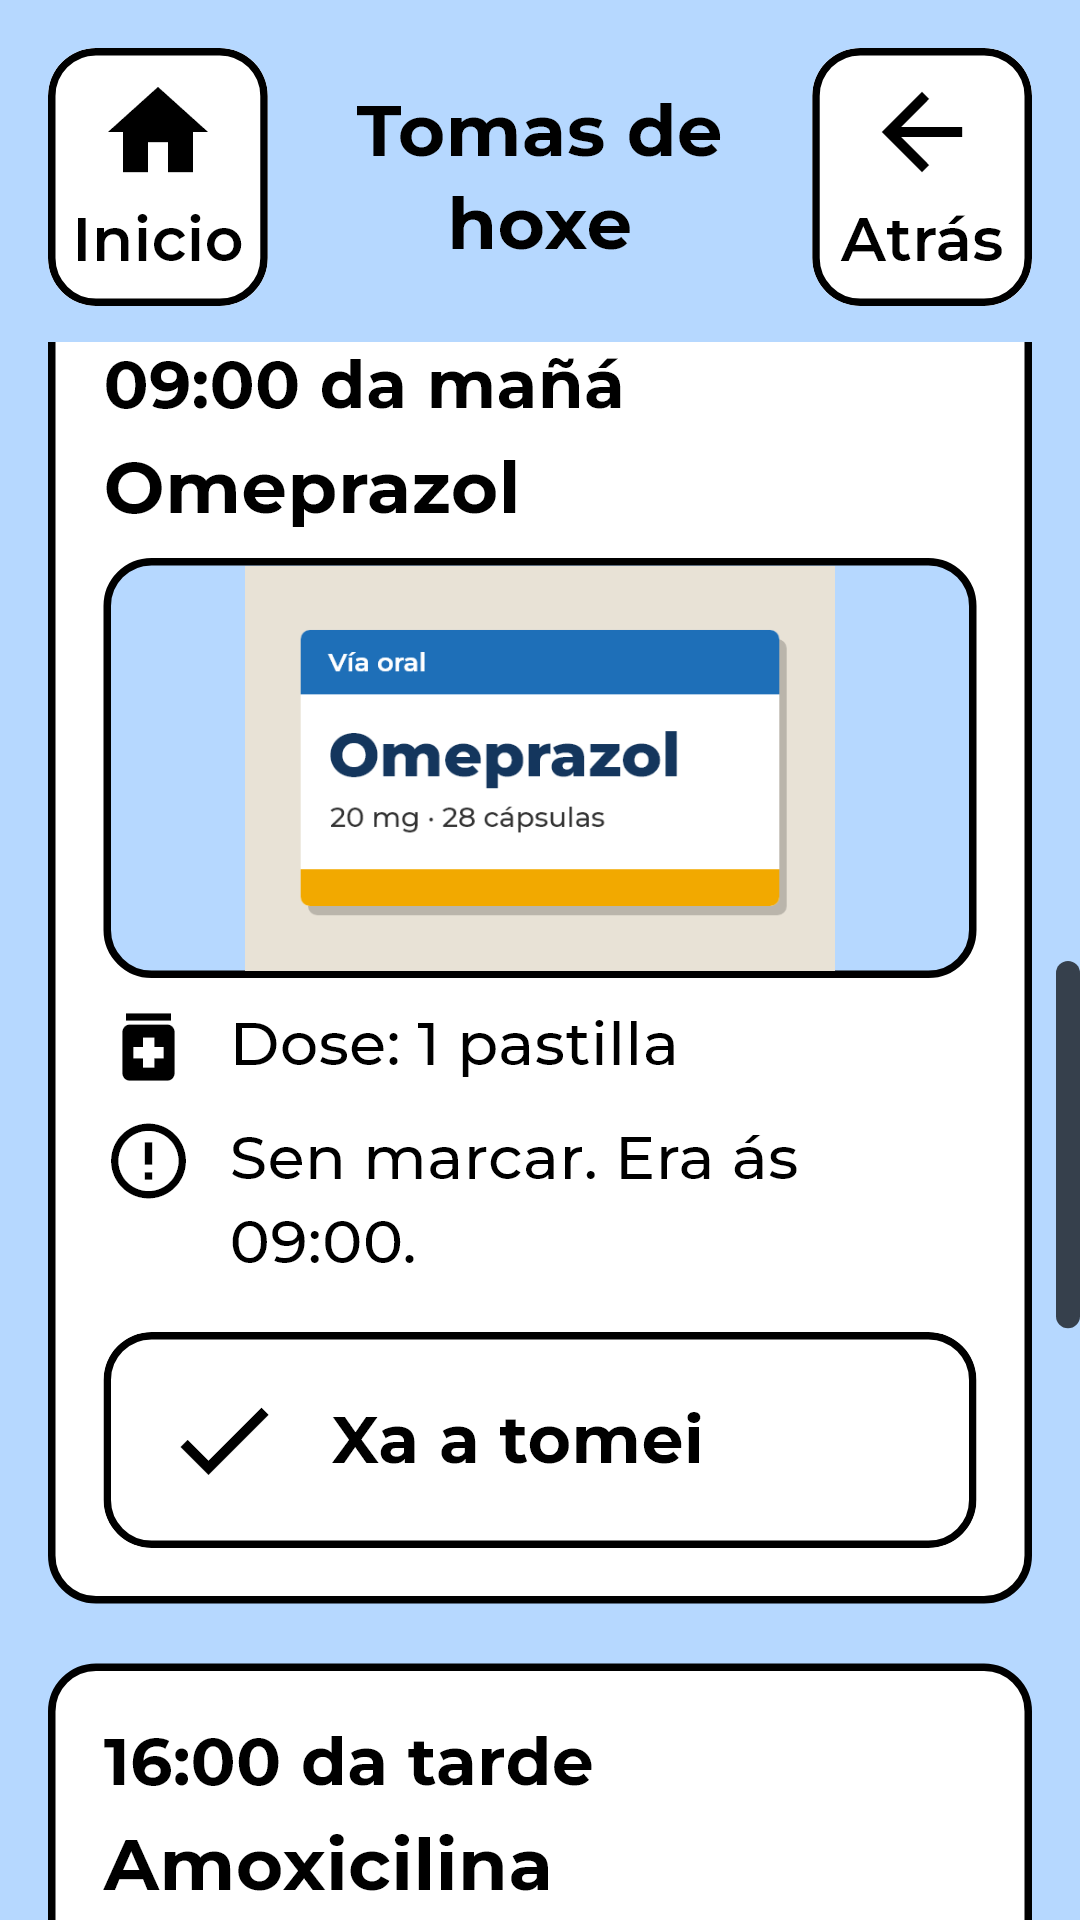 Inicio
Tomas de
hoxe
Atrás
09:00 da mañá
Omeprazol
Vía oral
Omeprazol
20 mg · 28 cápsulas
Dose: 1 pastilla
Sen marcar. Era ás
09:00.
Xa a tomei
16:00 da tarde
Amoxicilina